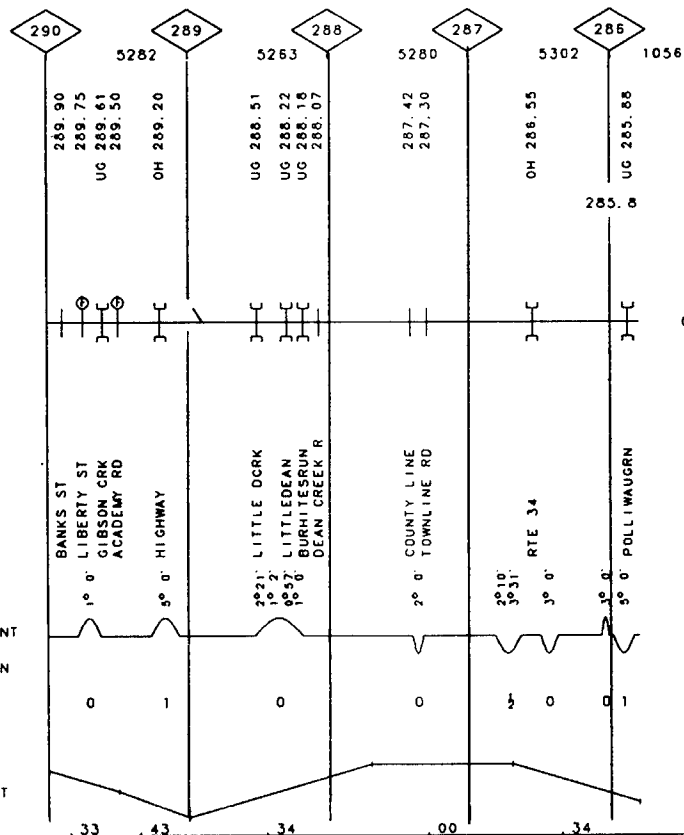 290 289 288 287 286
5282 5263 5280 5302 1056
289.90
289.75
UG 289.61
289.50
OH 289.20
UG 288.51
UG 288.22
UG 288.18
288.07
287.42
287.30
OH 286.55
UG 285.88
285.8
BANKS ST
LIBERTY ST
GIBSON CRK
ACADEMY RD
HIGHWAY
LITTLE DCRK
LITTLEDEAN
BURHITESRUN
DEAN CREEK R
COUNTY LINE
TOWNLINE RD
RTE 34
POLLIWAUGRN
1° 0'
5° 0'
2°21'
1° 2'
0°57'
1° 0'
2° 0'
2°10'
3°31'
3° 0'
3° 0'
5° 0'
NT
N
0 1 0 0 ½ 0 0 1
T
.33 .43 .34 .00 .34